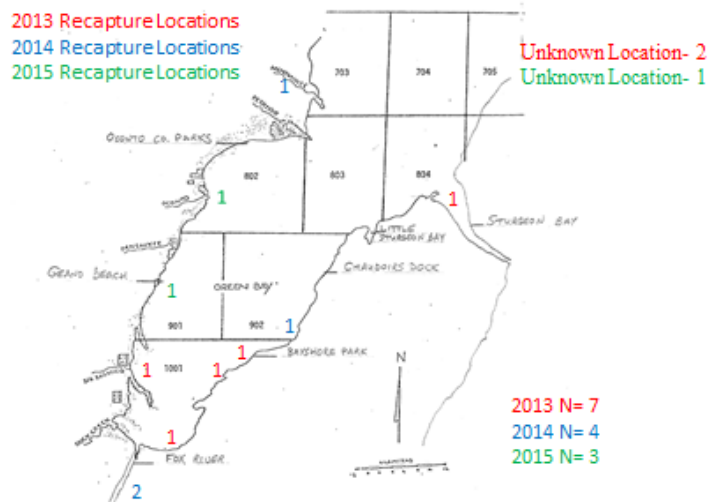 2013 Recapture Locations
2014 Recapture Locations
2015 Recapture Locations
Unknown Location- 2
Unknown Location- 1
703
704
705
1
OCONTO CO. PARKS
802
803
804
1
1
STURGEON BAY
LITTLE
STURGEON BAY
GRAND BEACH
CHAUDOIRS DOCK
1
GREEN BAY
901
902
1
BAYSHORE PARK
1
1
1001
1
N
1
FOX RIVER
2
2013 N= 7
2014 N= 4
2015 N= 3